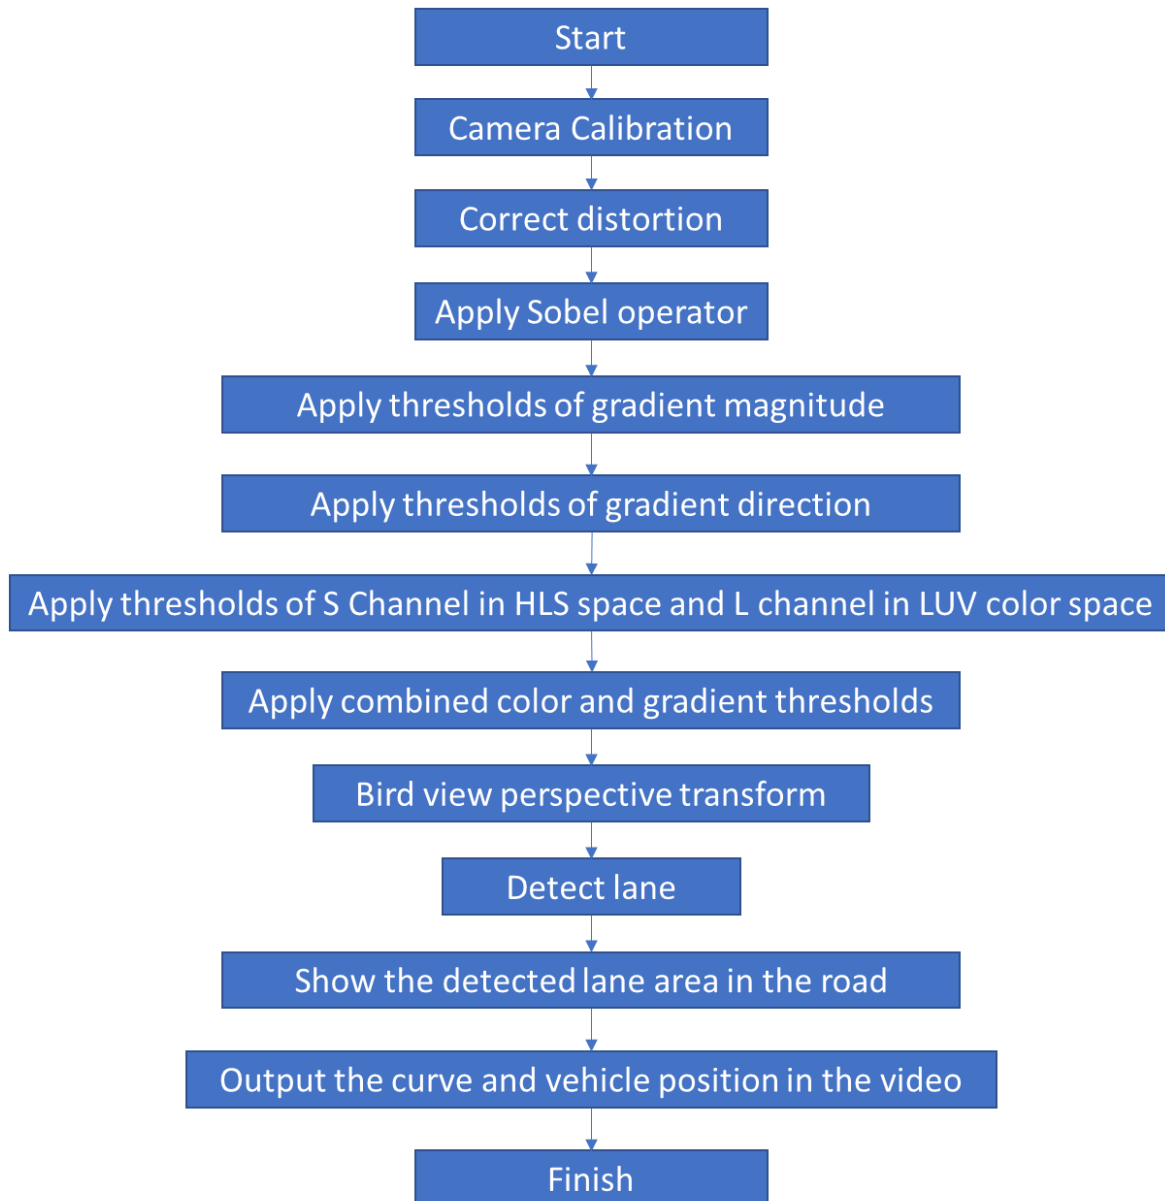 Start
Camera Calibration
Correct distortion
Apply Sobel operator
Apply thresholds of gradient magnitude
Apply thresholds of gradient direction
Apply thresholds of S Channel in HLS space and L channel in LUV color space
Apply combined color and gradient thresholds
Bird view perspective transform
Detect lane
Show the detected lane area in the road
Output the curve and vehicle position in the video
Finish